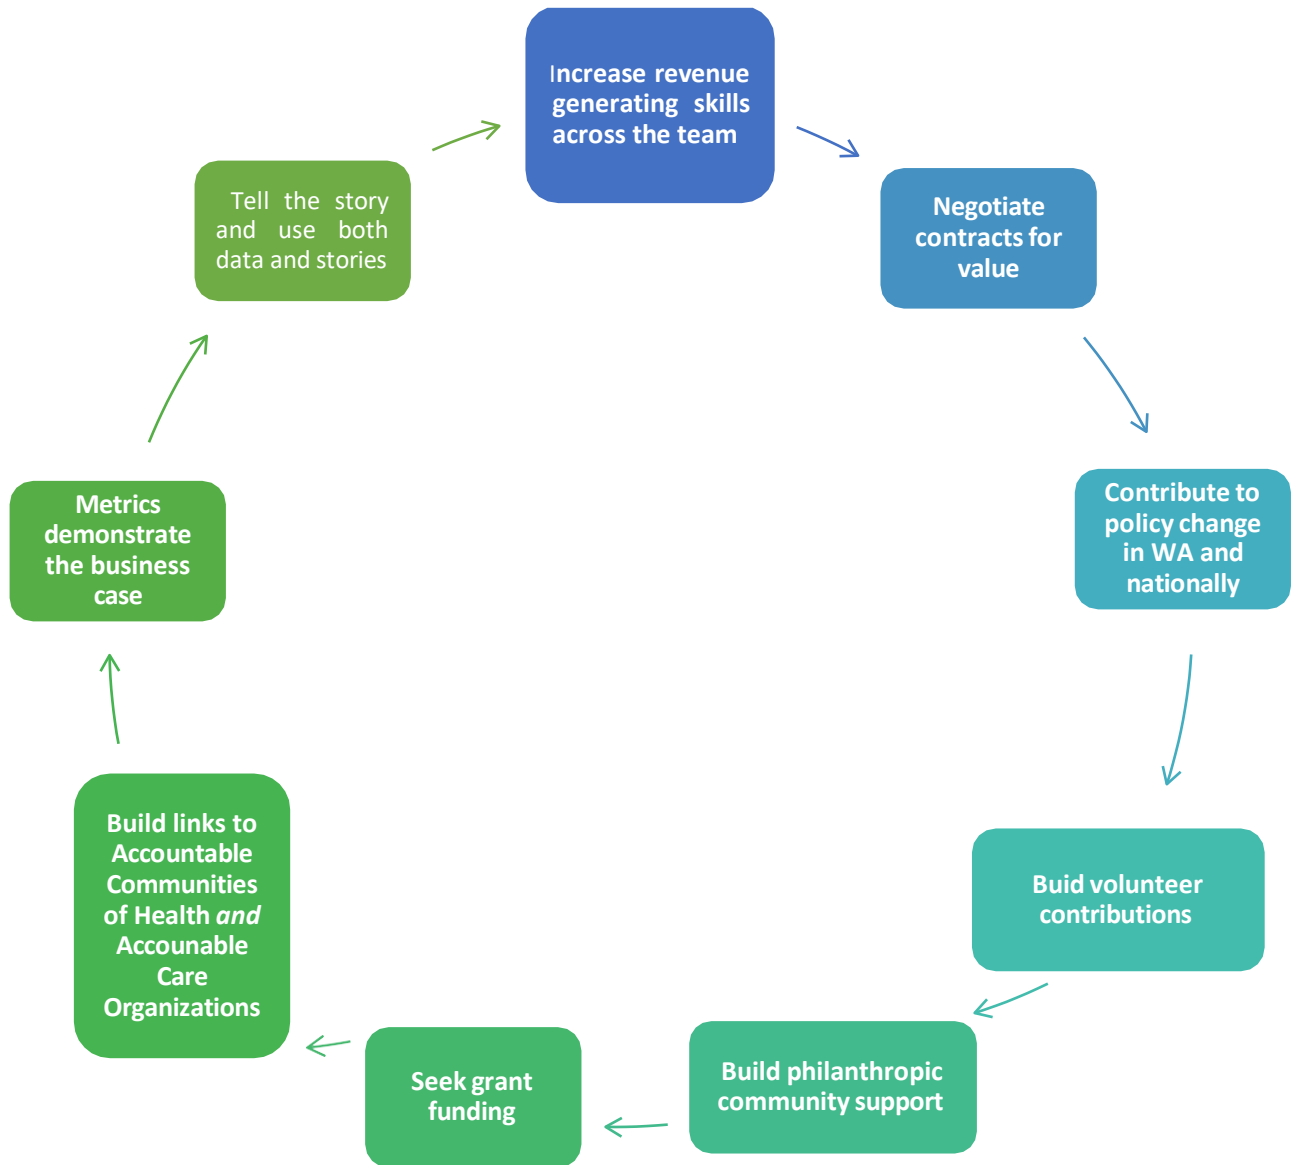 Increase revenue
generating skills
across the team
Negotiate
contracts for
value
Contribute to
policy change
in WA and
nationally
Buid volunteer
contributions
Build philanthropic
community support
Seek grant
funding
Build links to
Accountable
Communities
of Health and
Accounable
Care
Organizations
Metrics
demonstrate
the business
case
Tell the story
and use both
data and stories